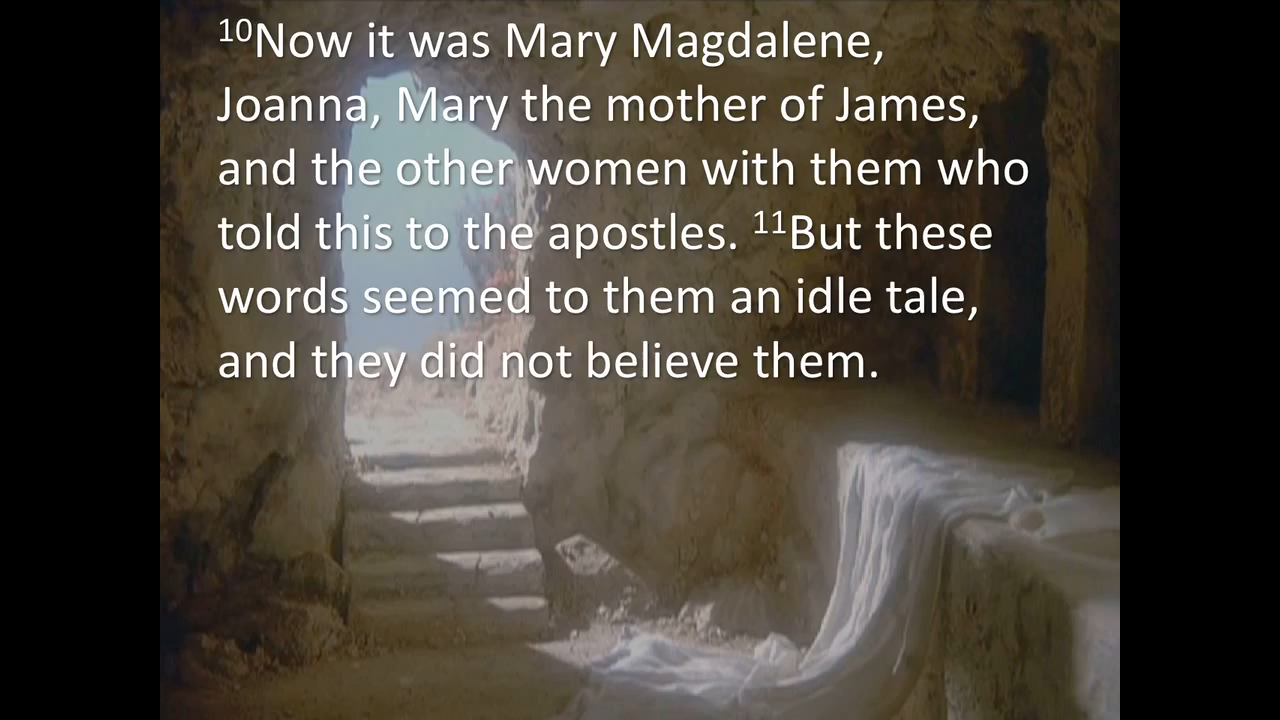 10Now it was Mary Magdalene,
Joanna, Mary the mother of James,
and the other women with them who
told this to the apostles. 11But these
words seemed to them an idle tale,
and they did not believe them.